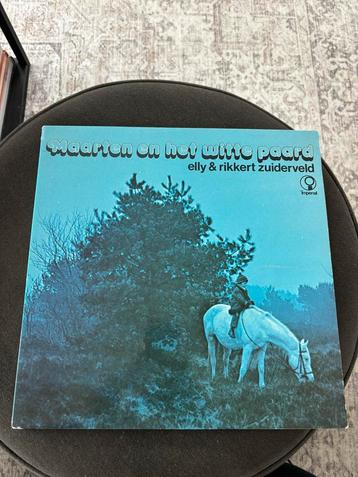 Maarten en het witte paard
elly & rikkert zuiderveld
Imperial